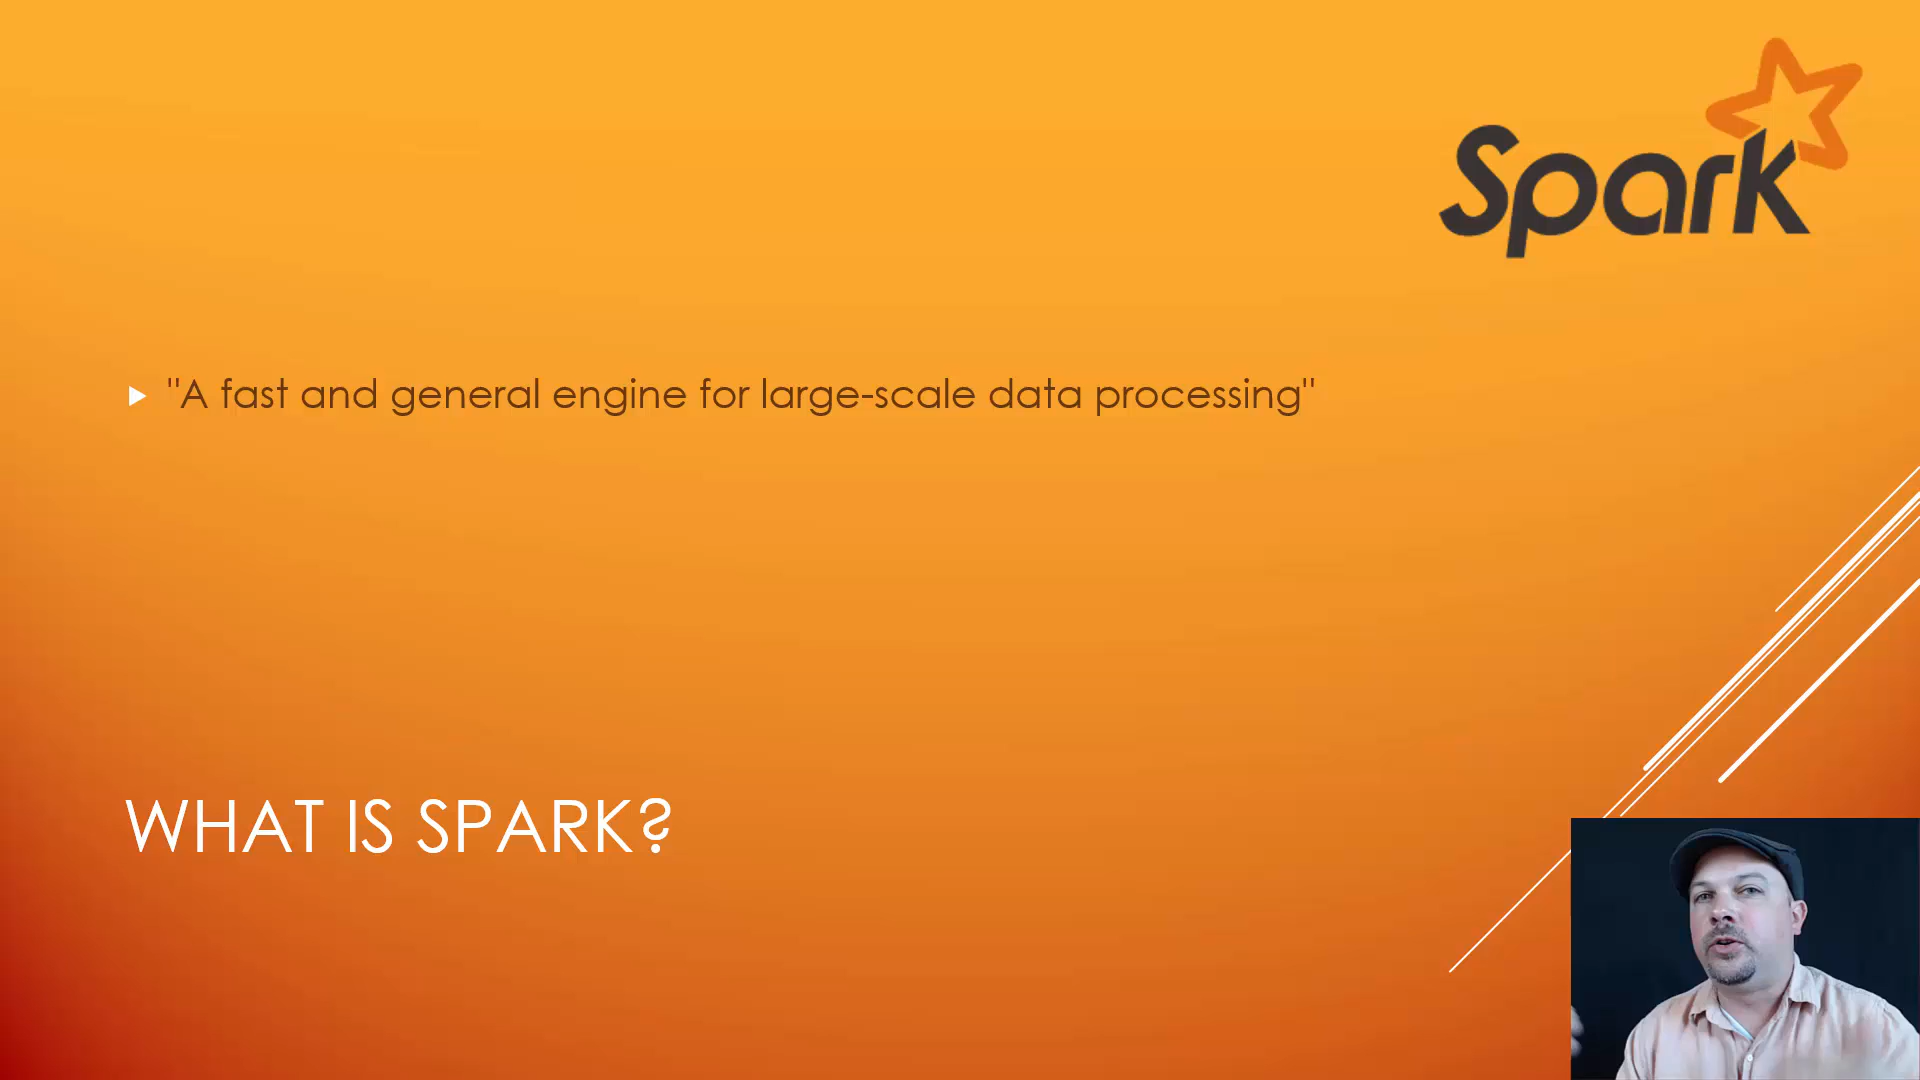 Spark
"A fast and general engine for large-scale data processing"
WHAT IS SPARK?